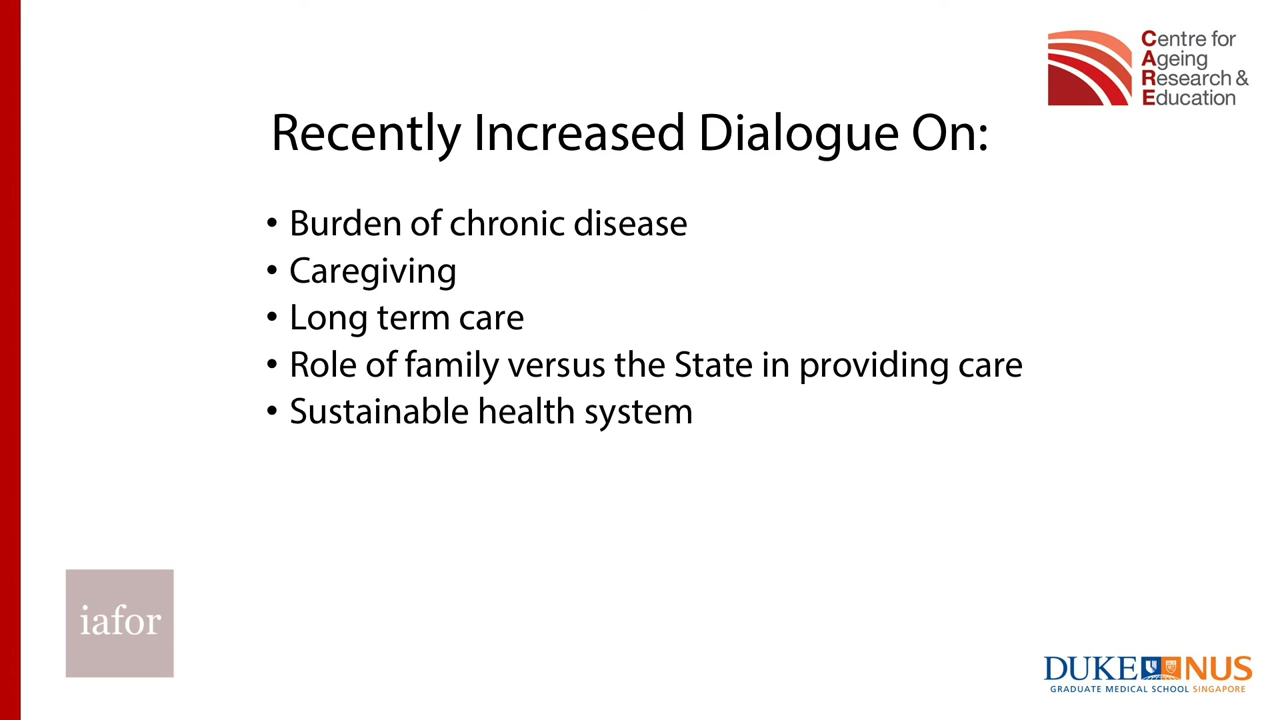 Centre for
Ageing
Research &
Education
Recently Increased Dialogue On:
• Burden of chronic disease
• Caregiving
• Long term care
• Role of family versus the State in providing care
• Sustainable health system
iafor
DUKE NUS
GRADUATE MEDICAL SCHOOL SINGAPORE